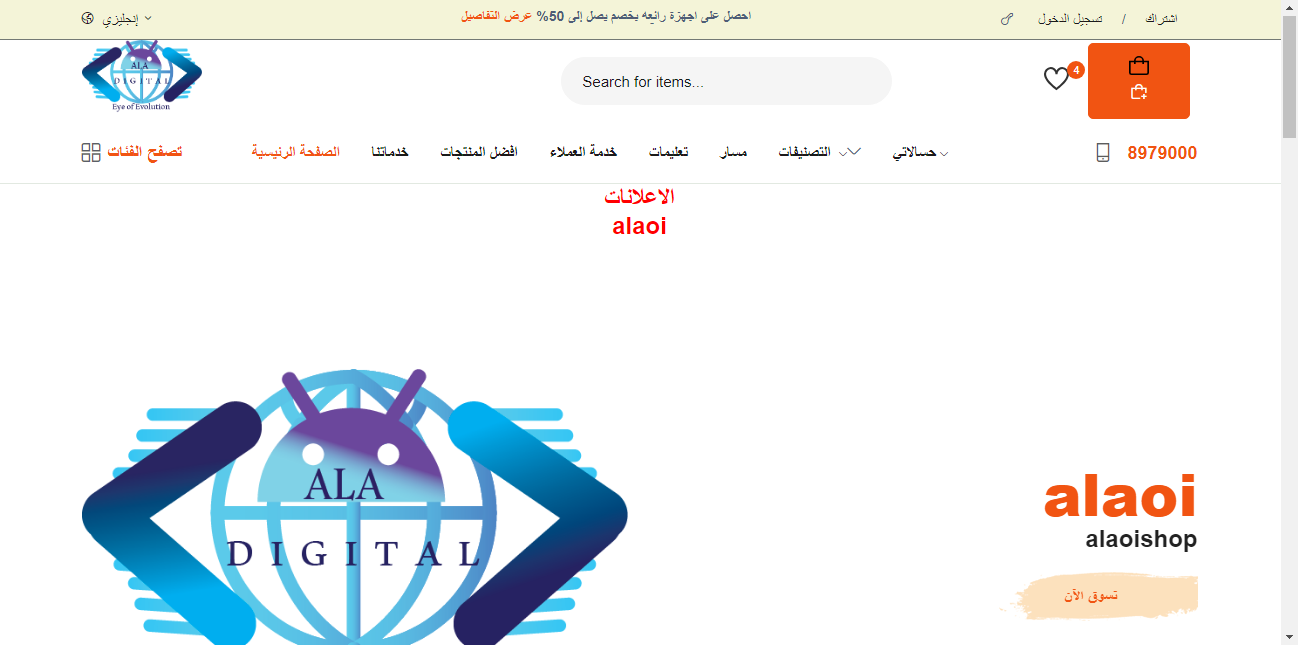 اشتراك / تسجيل الدخول
احصل على اجهزة رائعه بخصم يصل إلى 50% عرض التفاصيل
إنجليزي
ALA
DIGITAL
Eye of Evolution
Search for items...
4
تصفح الفئات
الصفحة الرئيسية
خدماتنا
افضل المنتجات
خدمة العملاء
تعليمات
مسار
التصنيفات
حسالاتي
8979000
الاعلانات
alaoi
ALA
DIGITAL
alaoi
alaoishop
تسوق الآن